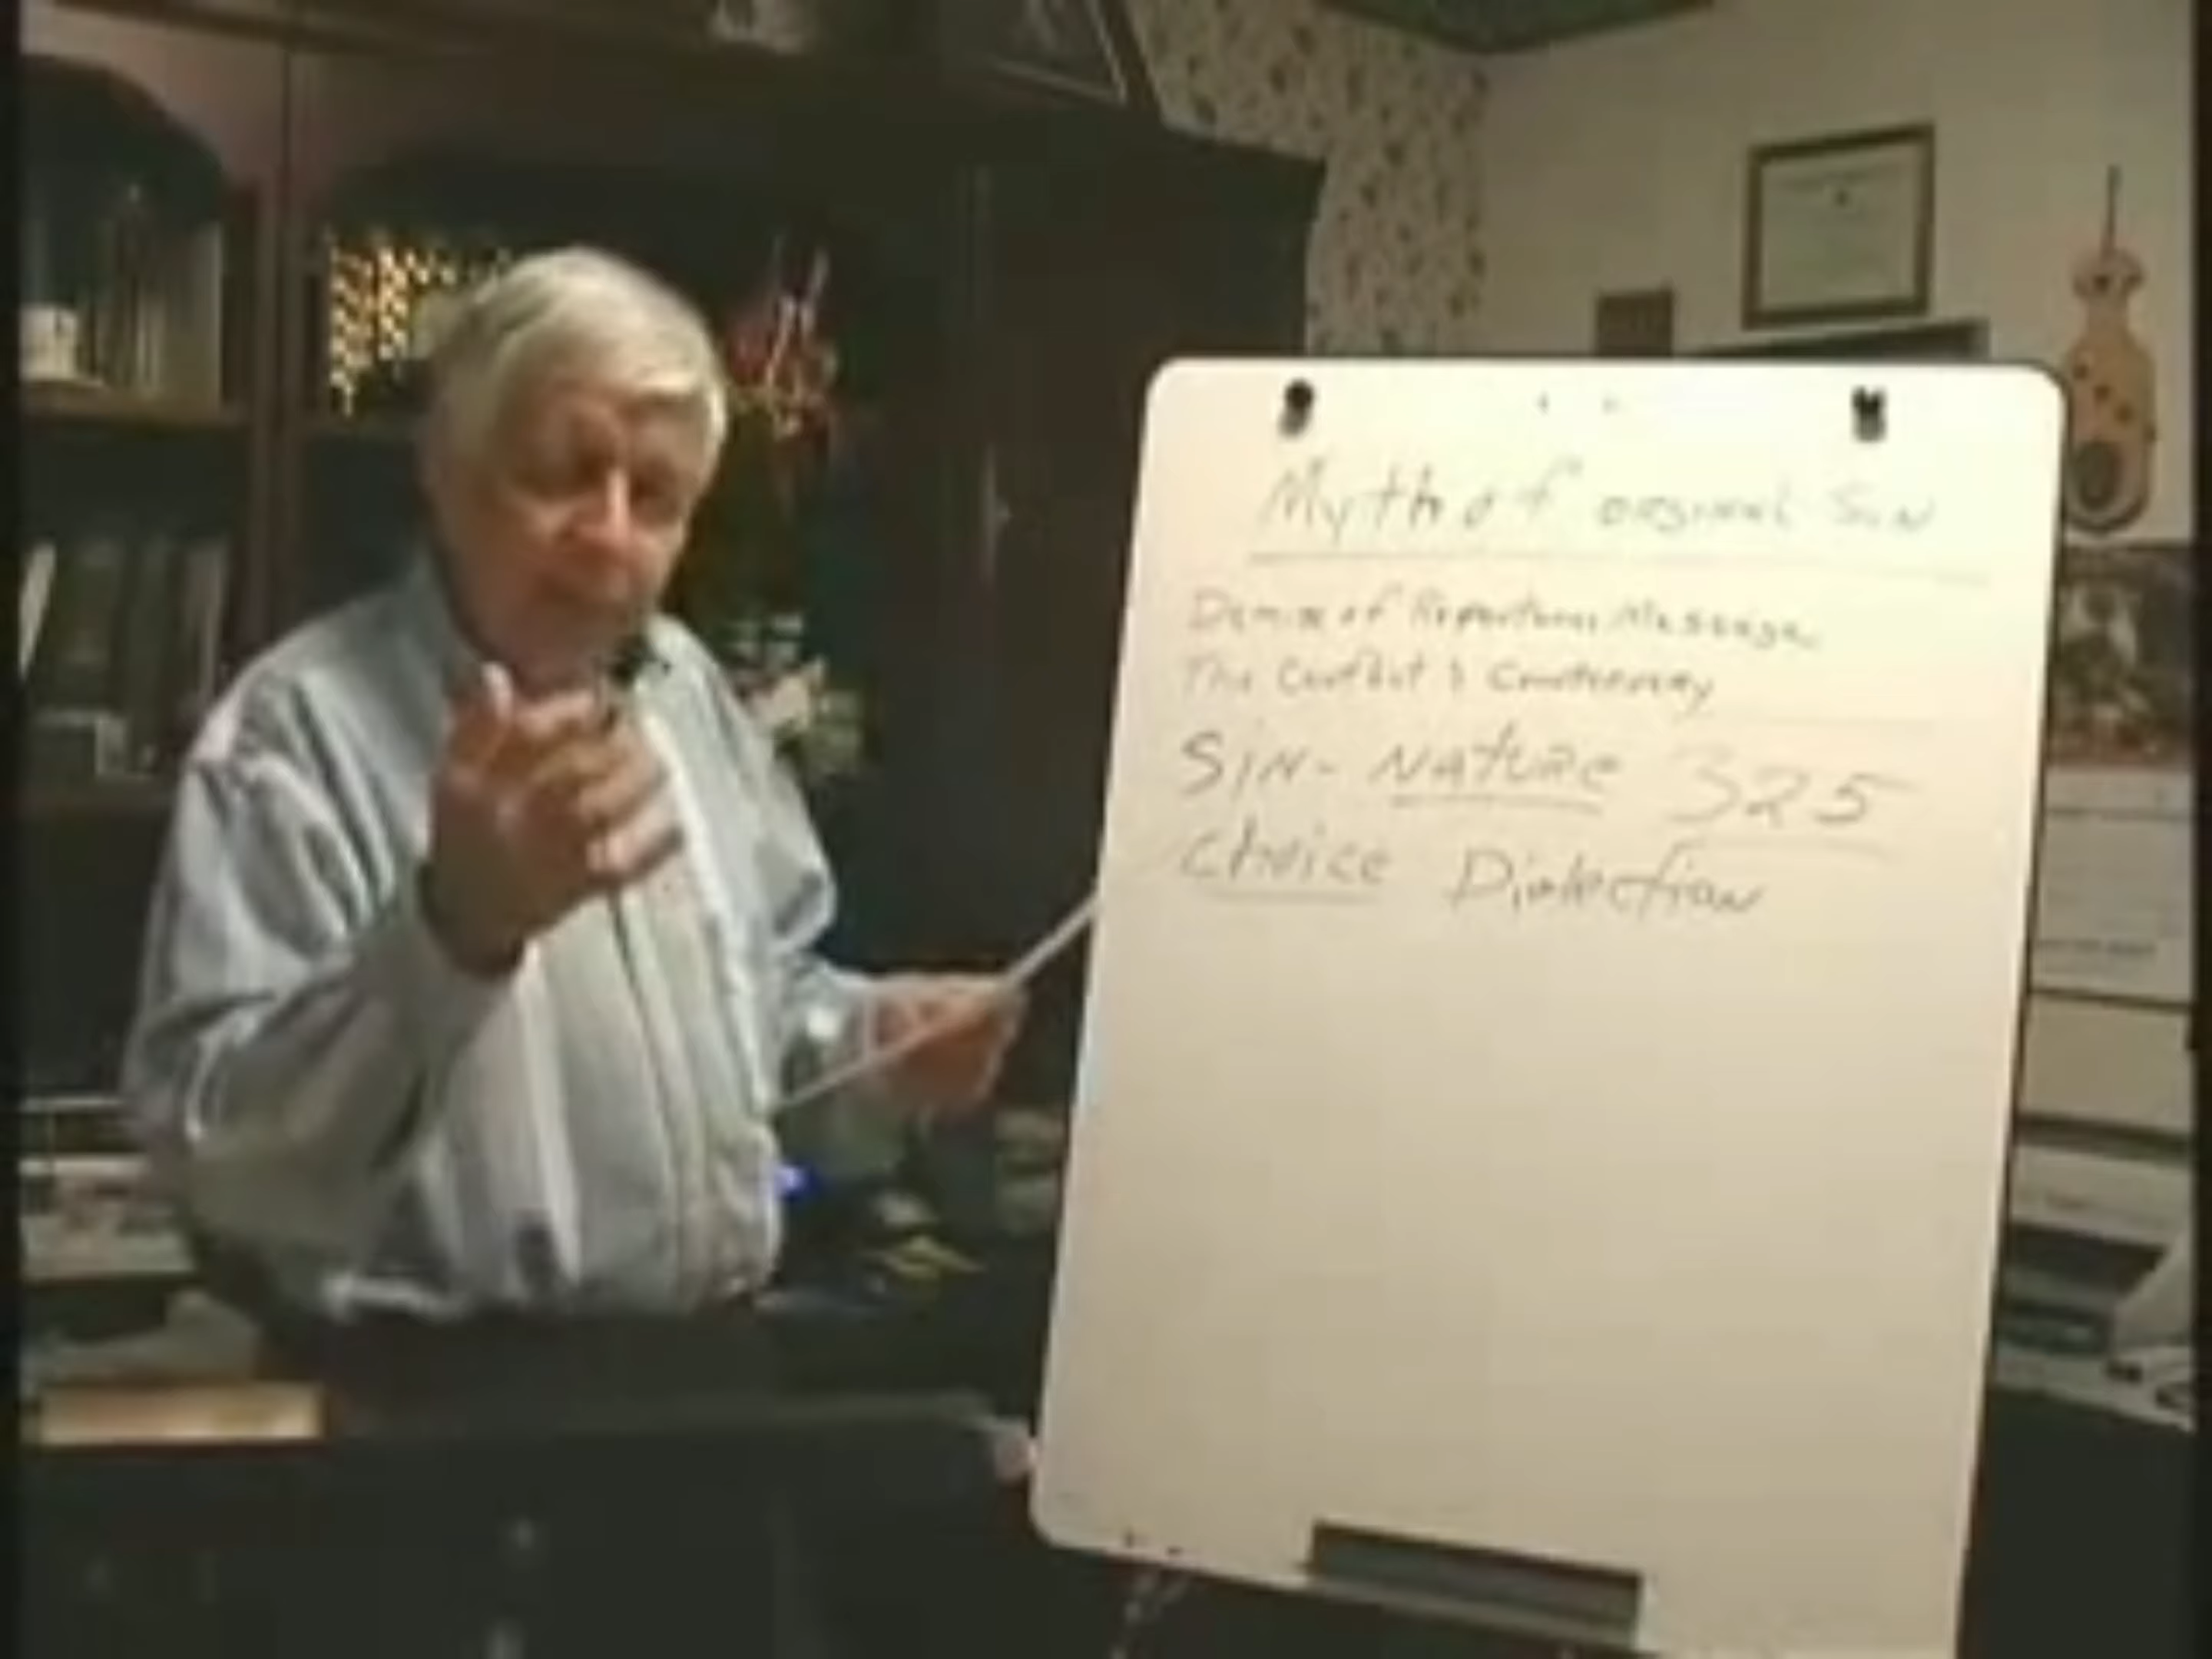 Myth of original Sin
Demise of Repentance Message
The Conflict & Controversy
SIN- NATURE 325
Choice Dialection